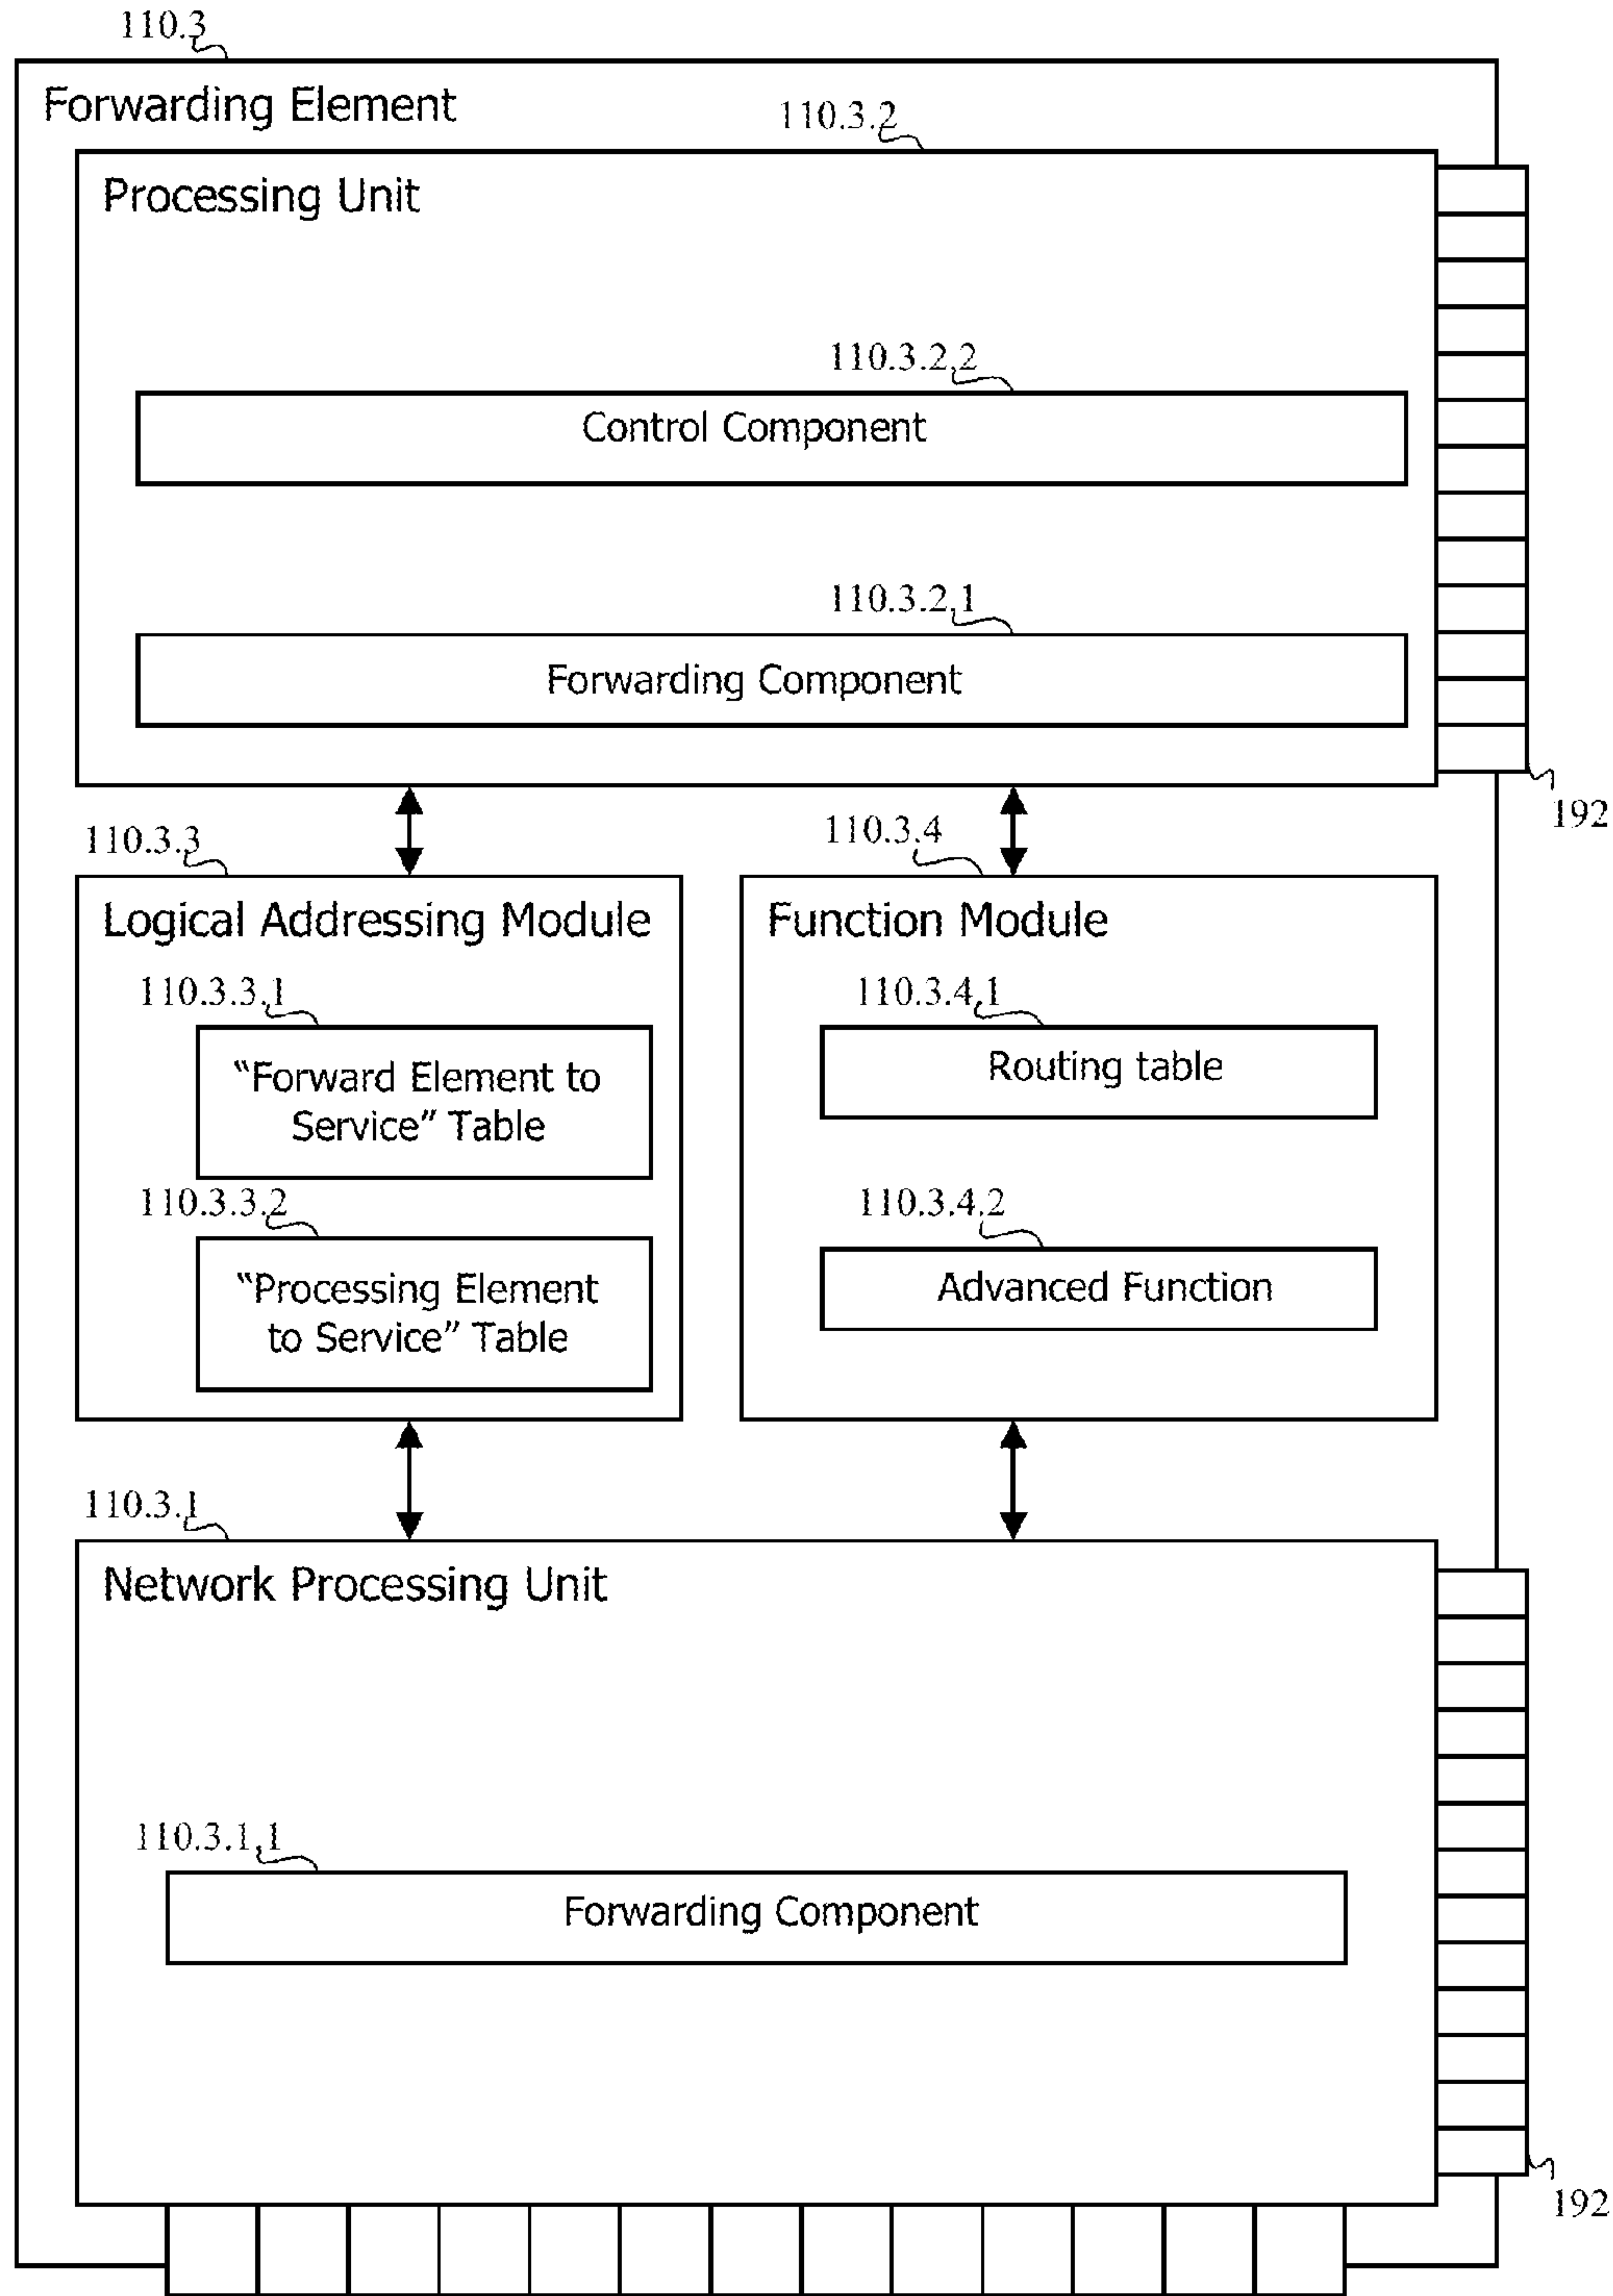 110.3
Forwarding Element
110.3.2
Processing Unit
110.3.2.2
Control Component
110.3.2.1
Forwarding Component
192
110.3.3
110.3.4
Logical Addressing Module
Function Module
110.3.3.1
110.3.4.1
“Forward Element to
Service” Table
Routing table
110.3.3.2
110.3.4.2
“Processing Element
to Service” Table
Advanced Function
110.3.1
Network Processing Unit
110.3.1.1
Forwarding Component
192